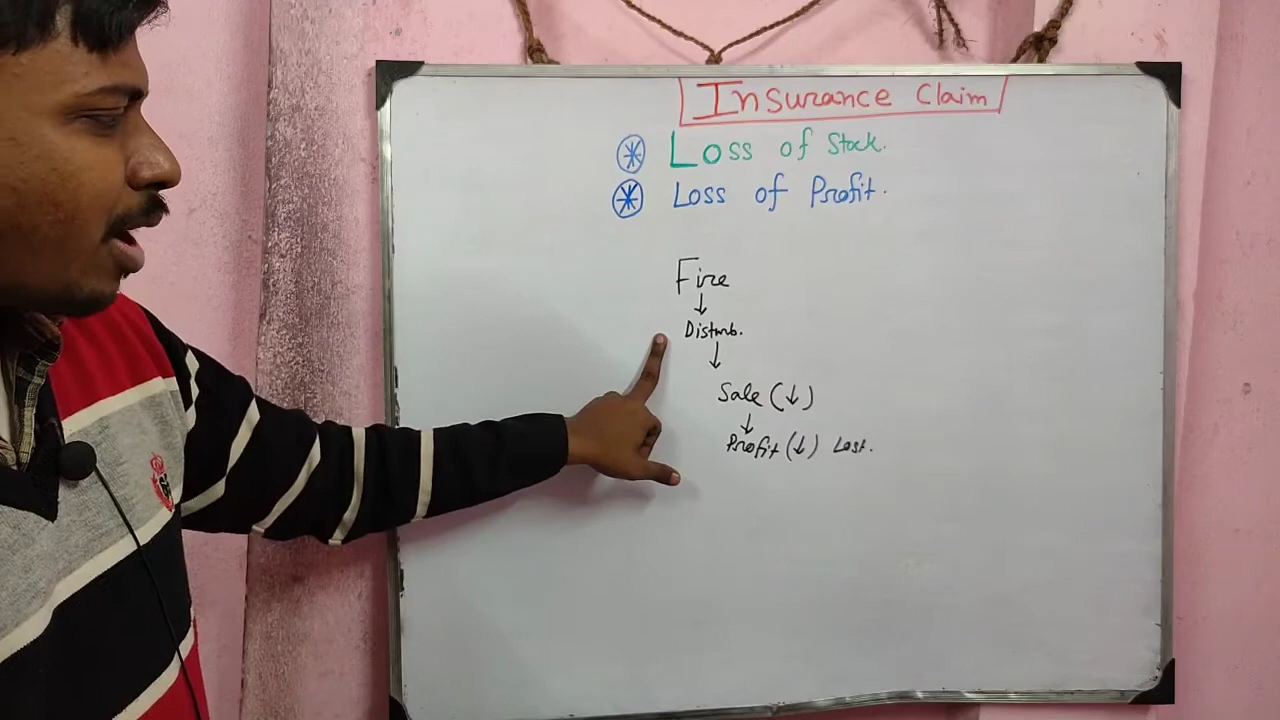 Insurance Claim
Loss of Stock.
Loss of Profit.
Fire
↓
Disturb.
↓
Sale (↓)
↓
Profit (↓) Lost.